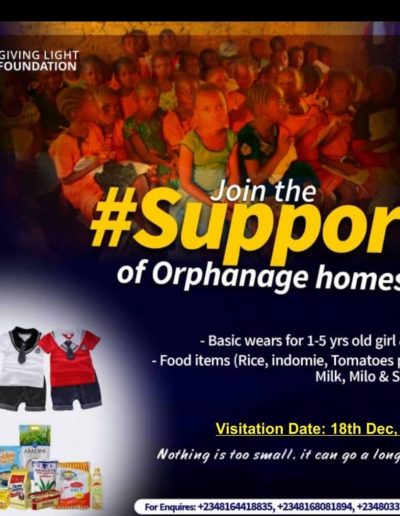 GIVING LIGHT
FOUNDATION
Join the
#Suppor
of Orphanage homes
- Basic wears for 1-5 yrs old girl &
- Food items (Rice, indomie, Tomatoes p
Milk, Milo & S
Visitation Date: 18th Dec,
Nothing is too small, it can go a long
For Enquires: +2348164418835, +2348168081894, +2348033